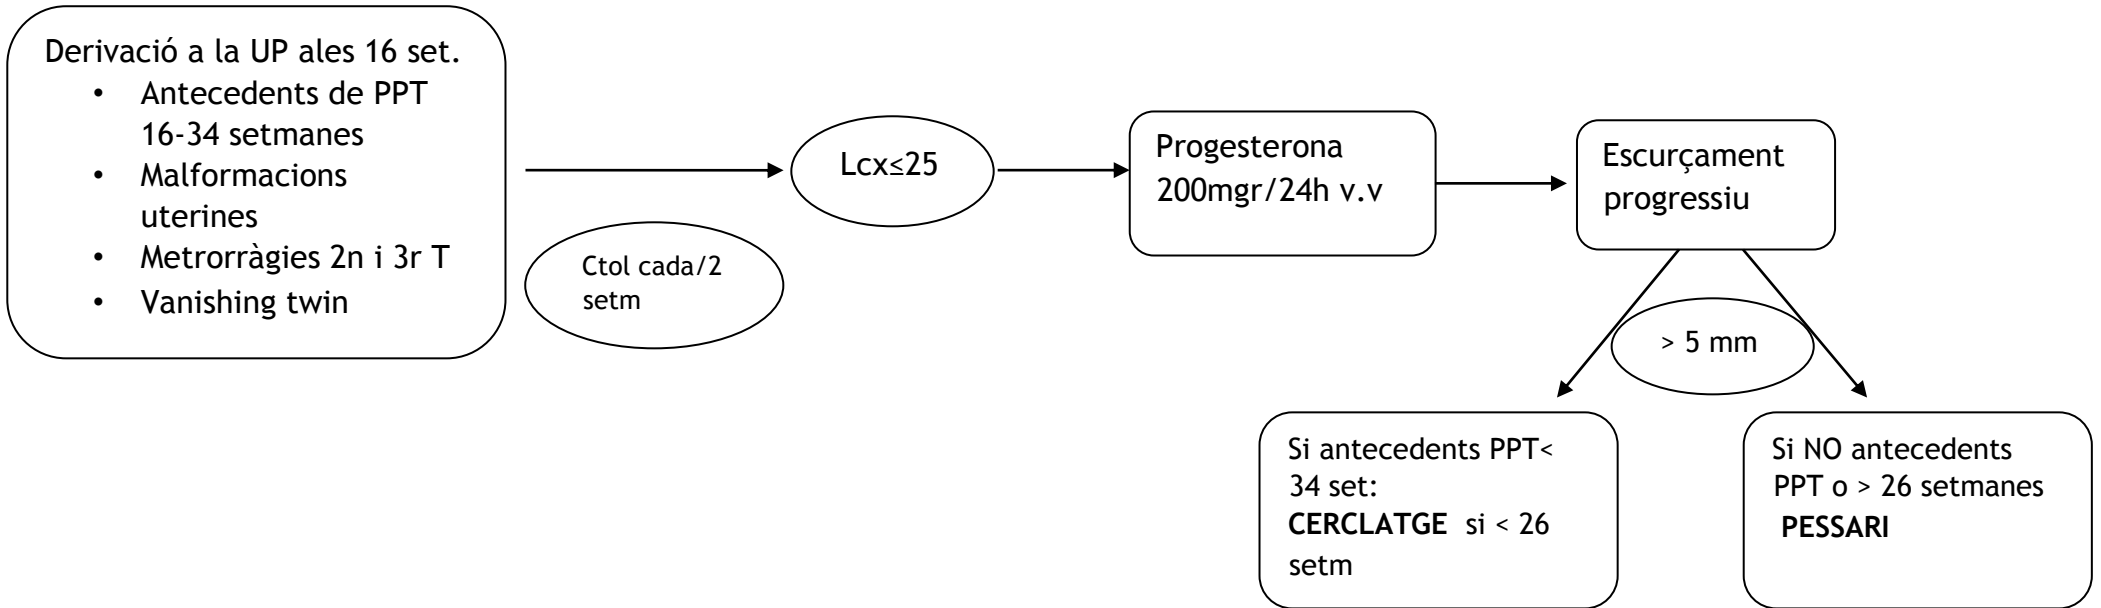 Derivació a la UP ales 16 set.
• Antecedents de PPT
16-34 setmanes
• Malformacions
uterines
• Metrorràgies 2n i 3r T
• Vanishing twin
Ctol cada/2
setm
Lcx≤25
Progesterona
200mgr/24h v.v
Escurçament
progressiu
> 5 mm
Si antecedents PPT<
34 set:
CERCLATGE si < 26
setm
Si NO antecedents
PPT o > 26 setmanes
PESSARI